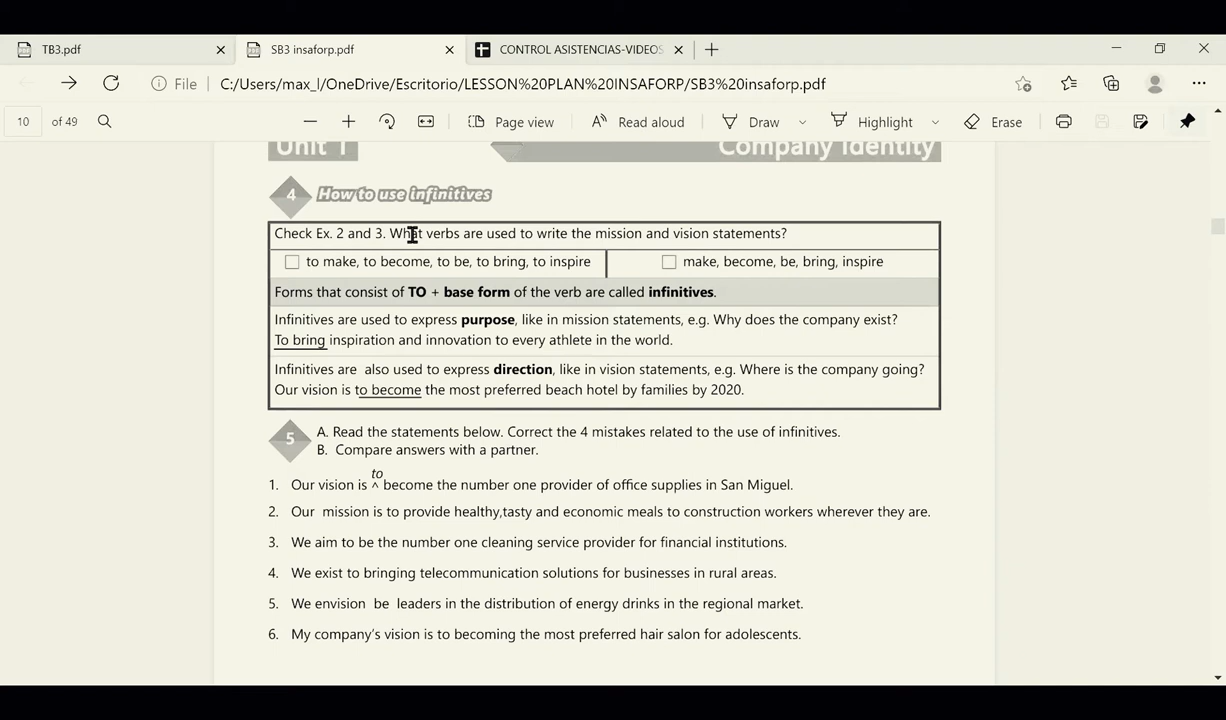 TB3.pdf
SB3 insaforp.pdf
CONTROL ASISTENCIAS-VIDEOS
File
C:/Users/max_l/OneDrive/Escritorio/LESSON%20PLAN%20INSAFORP/SB3%20insaforp.pdf
10 of 49
Page view
Read aloud
Draw
Highlight
Erase
Unit 1
Company Identity
4 How to use infinitives
Check Ex. 2 and 3. What verbs are used to write the mission and vision statements?
to make, to become, to be, to bring, to inspire
make, become, be, bring, inspire
Forms that consist of TO + base form of the verb are called infinitives.
Infinitives are used to express purpose, like in mission statements, e.g. Why does the company exist?
To bring inspiration and innovation to every athlete in the world.
Infinitives are also used to express direction, like in vision statements, e.g. Where is the company going?
Our vision is to become the most preferred beach hotel by families by 2020.
5 A. Read the statements below. Correct the 4 mistakes related to the use of infinitives.
B. Compare answers with a partner.
to
1. Our vision is ^ become the number one provider of office supplies in San Miguel.
2. Our mission is to provide healthy,tasty and economic meals to construction workers wherever they are.
3. We aim to be the number one cleaning service provider for financial institutions.
4. We exist to bringing telecommunication solutions for businesses in rural areas.
5. We envision be leaders in the distribution of energy drinks in the regional market.
6. My company's vision is to becoming the most preferred hair salon for adolescents.